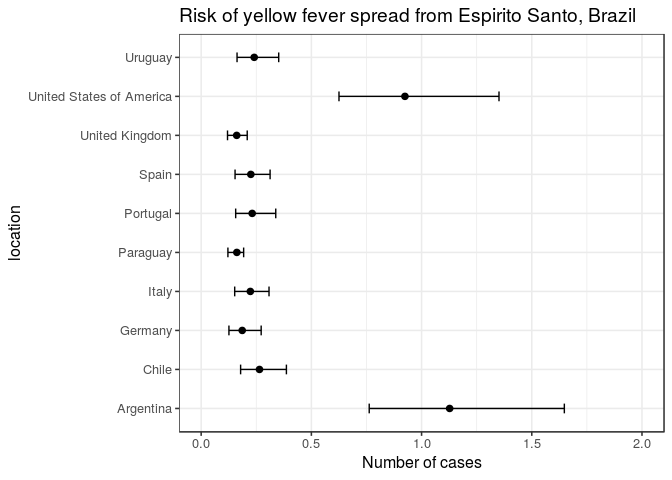 Risk of yellow fever spread from Espirito Santo, Brazil
Uruguay
United States of America
United Kingdom
Spain
Portugal
Paraguay
Italy
Germany
Chile
Argentina
location
0.0 0.5 1.0 1.5 2.0
Number of cases